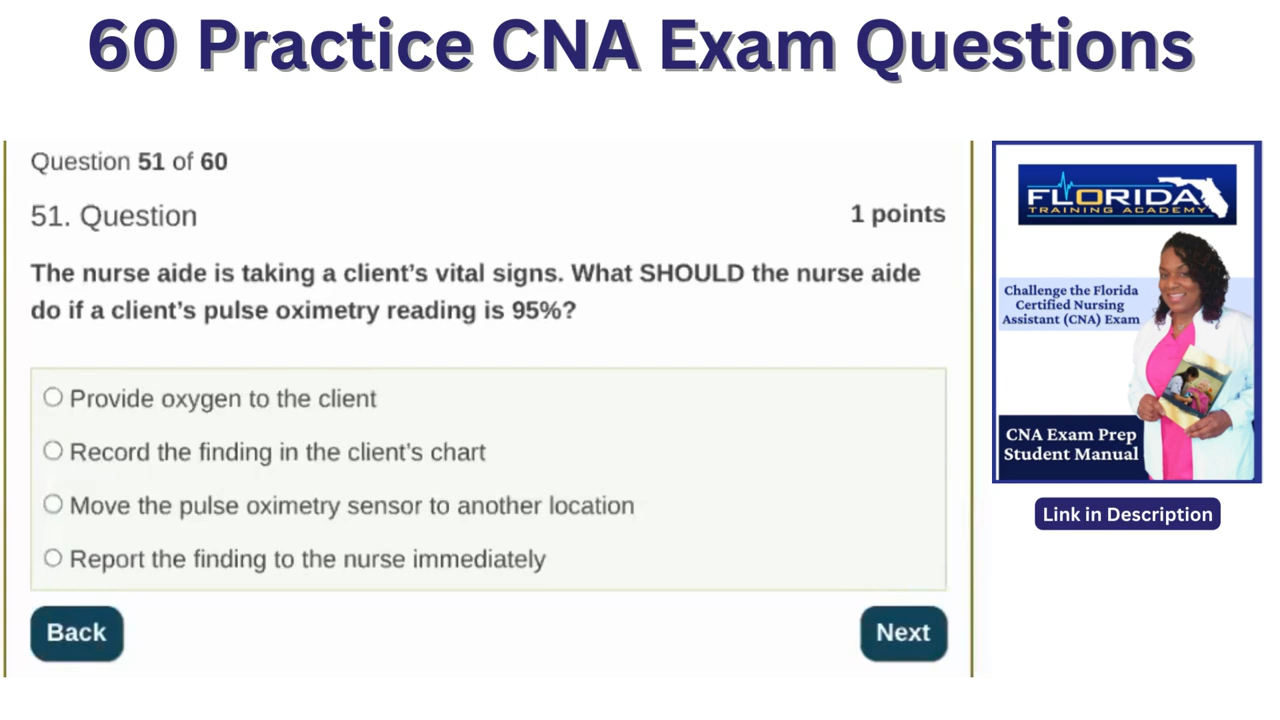 60 Practice CNA Exam Questions
Question 51 of 60
51. Question
1 points
The nurse aide is taking a client’s vital signs. What SHOULD the nurse aide
do if a client’s pulse oximetry reading is 95%?
Provide oxygen to the client
Record the finding in the client’s chart
Move the pulse oximetry sensor to another location
Report the finding to the nurse immediately
Back
Next
FLORIDA
TRAINING ACADEMY
Challenge the Florida
Certified Nursing
Assistant (CNA) Exam
CNA Exam Prep
Student Manual
Link in Description